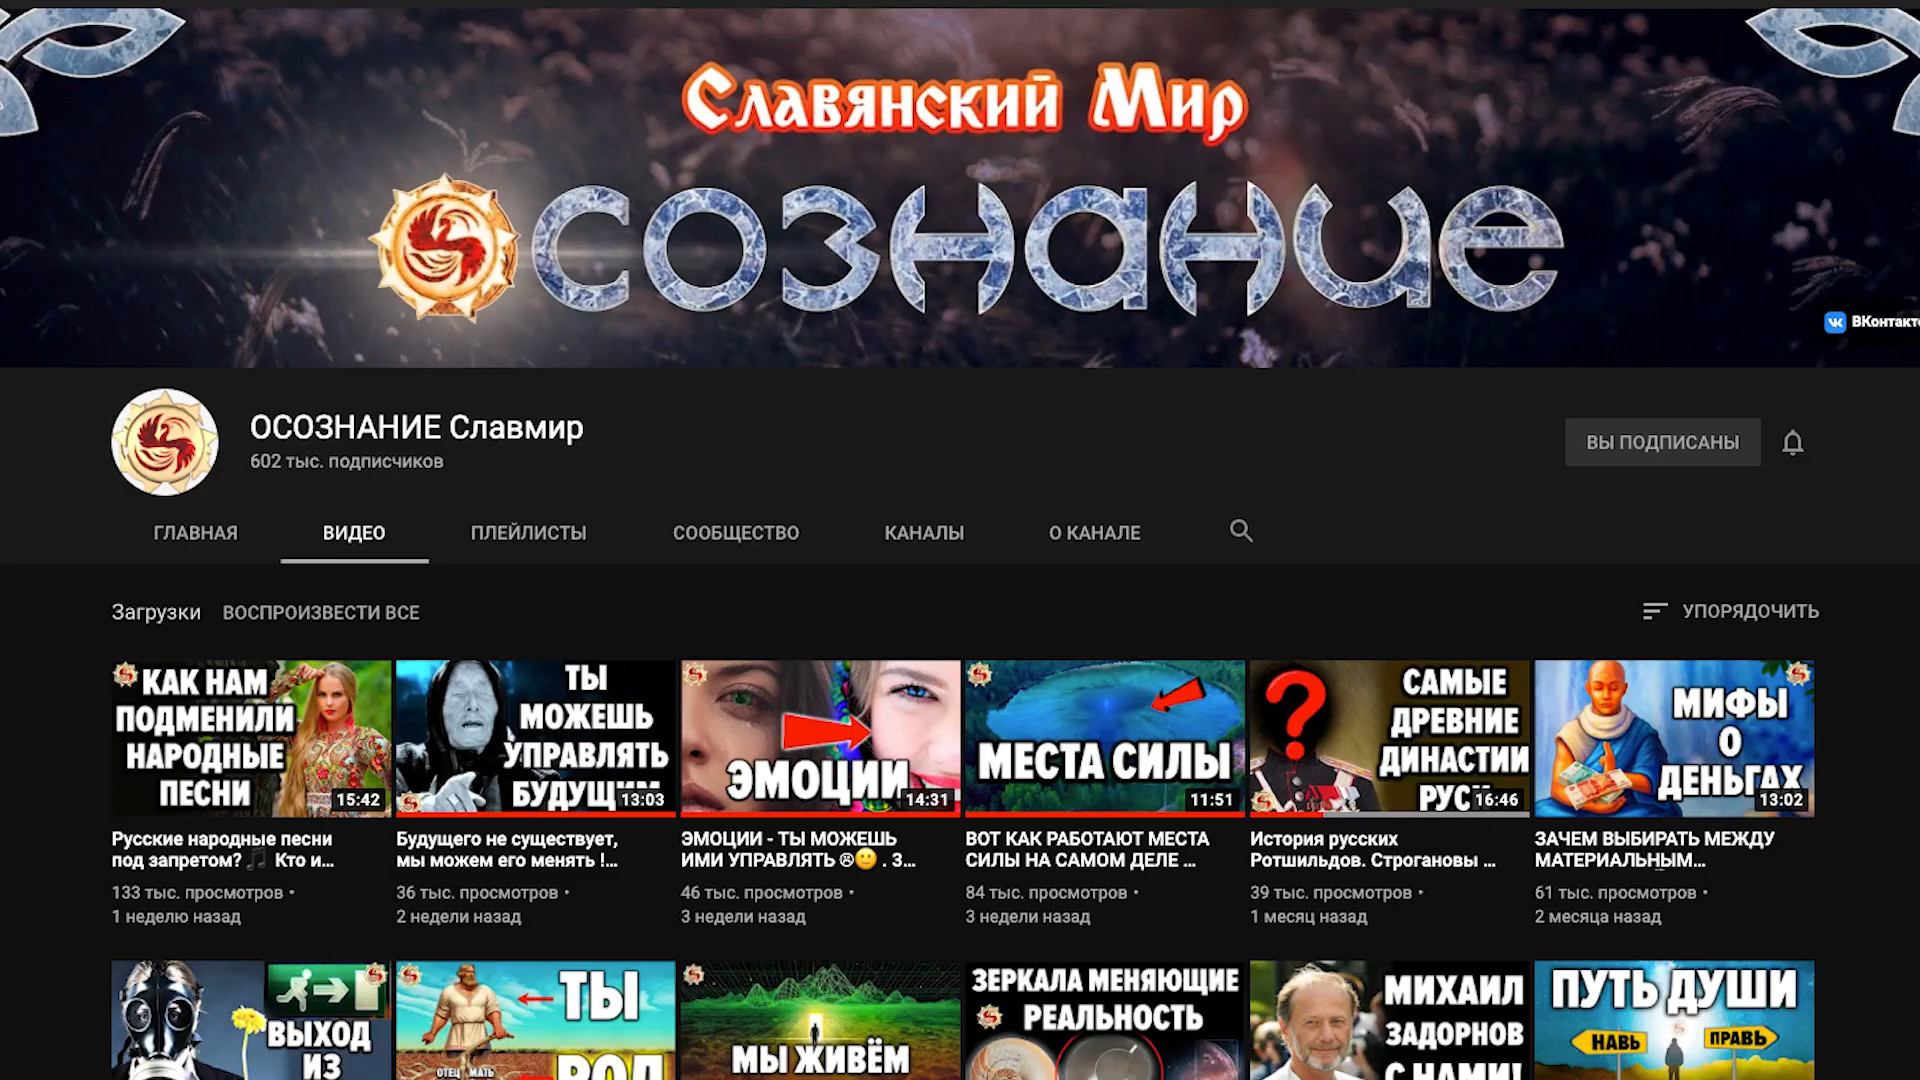 Славянский Мир
Осознание
ВКонтакте
ОСОЗНАНИЕ Славмир
602 тыс. подписчиков
ВЫ ПОДПИСАНЫ
ГЛАВНАЯ
ВИДЕО
ПЛЕЙЛИСТЫ
СООБЩЕСТВО
КАНАЛЫ
О КАНАЛЕ
Загрузки
ВОСПРОИЗВЕСТИ ВСЕ
УПОРЯДОЧИТЬ
КАК НАМ
ПОДМЕНИЛИ
НАРОДНЫЕ
ПЕСНИ
15:42
Русские народные песни
под запретом? 🎵 Кто и...
133 тыс. просмотров •
1 неделю назад
ТЫ
МОЖЕШЬ
УПРАВЛЯТЬ
БУДУЩИМ
13:03
Будущего не существует,
мы можем его менять !...
36 тыс. просмотров •
2 недели назад
ЭМОЦИИ
14:31
ЭМОЦИИ - ТЫ МОЖЕШЬ
ИМИ УПРАВЛЯТЬ ☹🙂 . З...
46 тыс. просмотров •
3 недели назад
МЕСТА СИЛЫ
11:51
ВОТ КАК РАБОТАЮТ МЕСТА
СИЛЫ НА САМОМ ДЕЛЕ ...
84 тыс. просмотров •
3 недели назад
?
САМЫЕ
ДРЕВНИЕ
ДИНАСТИИ
РУСИ
16:46
История русских
Ротшильдов. Строгановы ...
39 тыс. просмотров •
1 месяц назад
МИФЫ
О
ДЕНЬГАХ
13:02
ЗАЧЕМ ВЫБИРАТЬ МЕЖДУ
МАТЕРИАЛЬНЫМ...
61 тыс. просмотров •
2 месяца назад
ВЫХОД
ИЗ
ТЫ
РОД
ОТЕЦ МАТЬ
МЫ ЖИВЁМ
ЗЕРКАЛА МЕНЯЮЩИЕ
РЕАЛЬНОСТЬ
МИХАИЛ
ЗАДОРНОВ
С НАМИ!
ПУТЬ ДУШИ
НАВЬ
ПРАВЬ